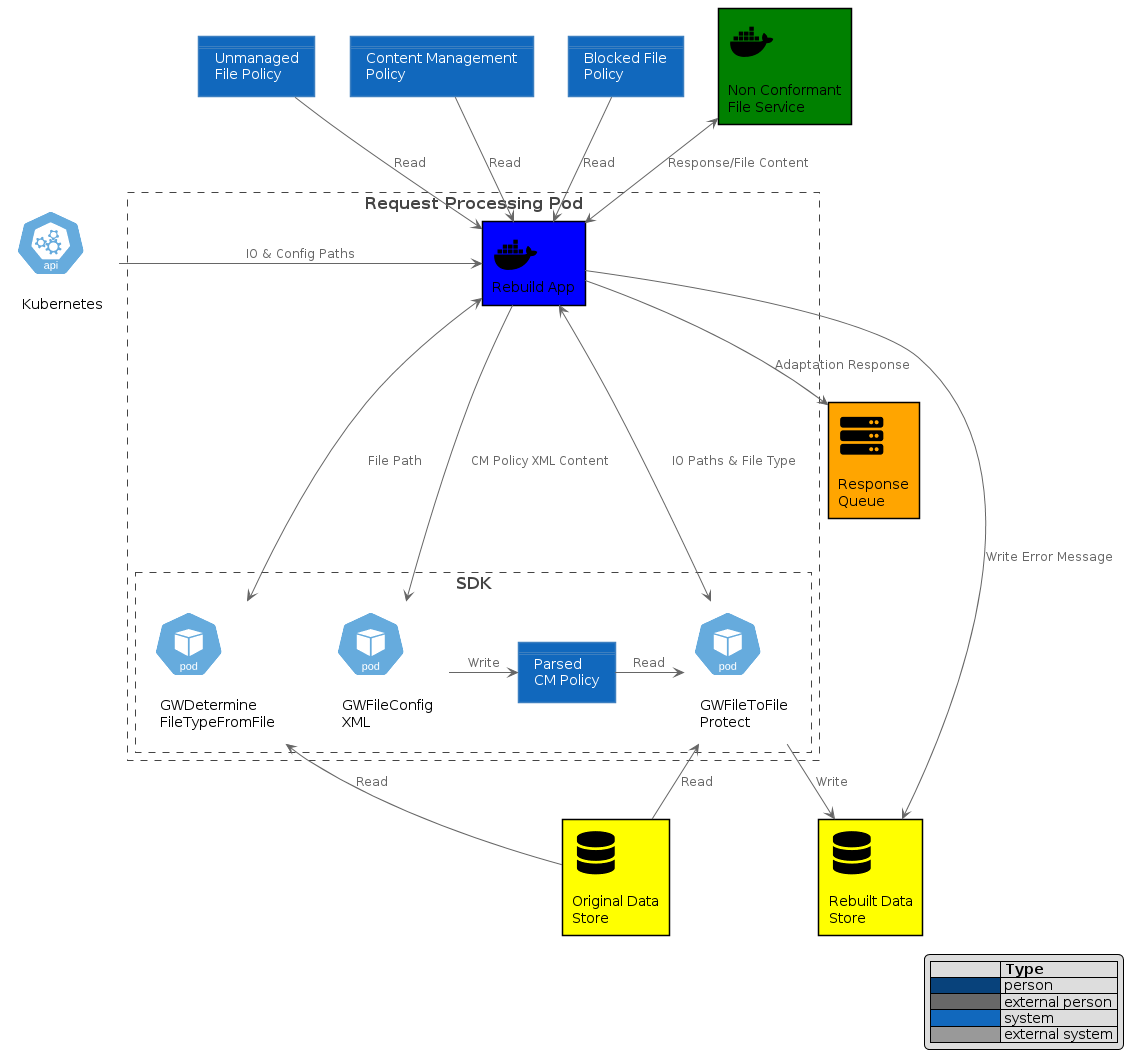 Unmanaged
File Policy
Content Management
Policy
Blocked File
Policy
Non Conformant
File Service
Read
Read
Read
Response/File Content
Request Processing Pod
api
Kubernetes
IO & Config Paths
Rebuild App
Adaptation Response
File Path
CM Policy XML Content
IO Paths & File Type
Response
Queue
Write Error Message
SDK
pod
GWDetermine
FileTypeFromFile
pod
GWFileConfig
XML
Write
Parsed
CM Policy
Read
pod
GWFileToFile
Protect
Read
Read
Write
Original Data
Store
Rebuilt Data
Store
Type
person
external person
system
external system